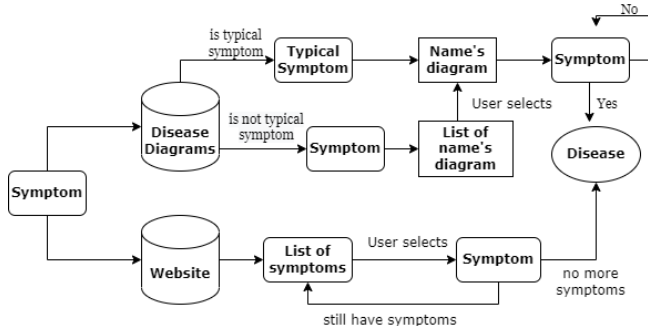 No
is typical
symptom
Typical
Symptom
Name's
diagram
Symptom
User selects
Yes
is not typical
symptom
Disease
Diagrams
Symptom
List of
name's
diagram
Disease
Symptom
Website
List of
symptoms
User selects
Symptom
no more
symptoms
still have symptoms